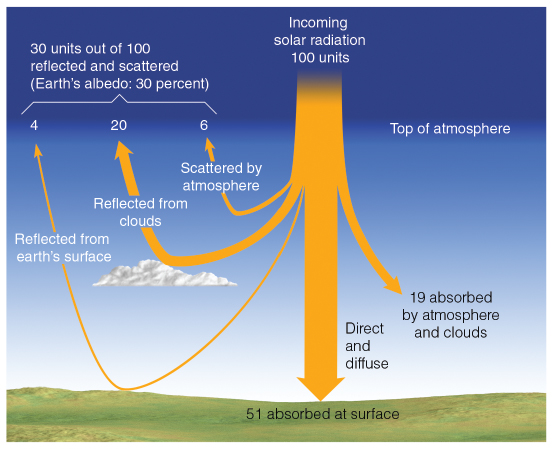 Incoming
solar radiation
100 units
30 units out of 100
reflected and scattered
(Earth's albedo: 30 percent)
4
20
6
Top of atmosphere
Scattered by
atmosphere
Reflected from
clouds
Reflected from
earth's surface
19 absorbed
by atmosphere
and clouds
Direct
and
diffuse
51 absorbed at surface